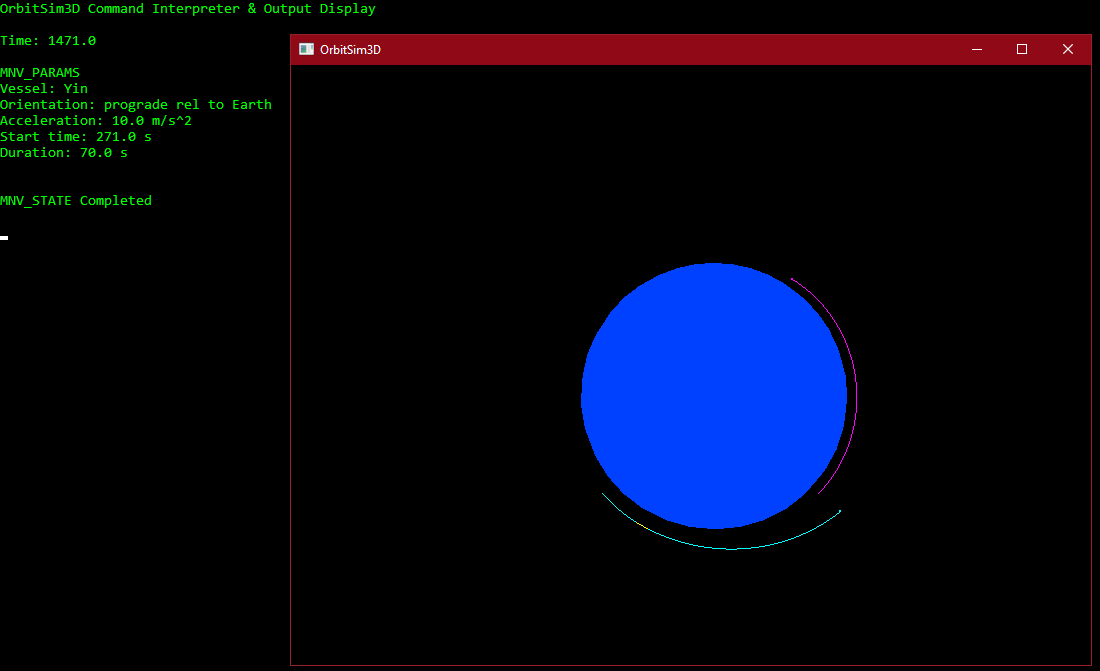 OrbitSim3D Command Interpreter & Output Display
Time: 1471.0
OrbitSim3D
MNV_PARAMS
Vessel: Yin
Orientation: prograde rel to Earth
Acceleration: 10.0 m/s^2
Start time: 271.0 s
Duration: 70.0 s
MNV_STATE Completed